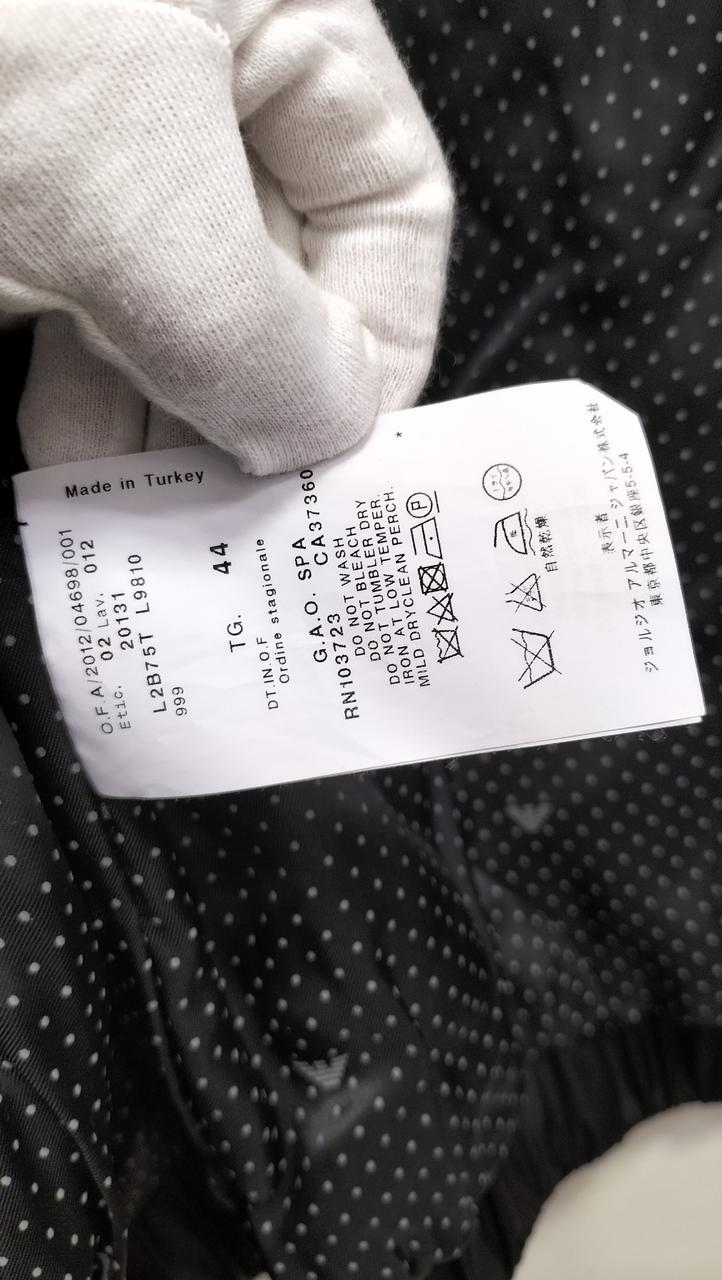 Made in Turkey
O.F.A/2012/04698/001
02 Lav. 012
Etic. 20131
L2B75T L9810
999
TG. 44
DT.IN.O.F
Ordine stagionale
G.A.O. SPA
RN103723 CA37360
DO NOT WASH
DO NOT BLEACH
DO NOT TUMBLER DRY
IRON AT LOW TEMPER.
MILD DRYCLEAN PERCH.
P
*
自然乾燥
表示者
ジョルジオ アルマーニ ジャパン株式会社
東京都中央区銀座5-5-4